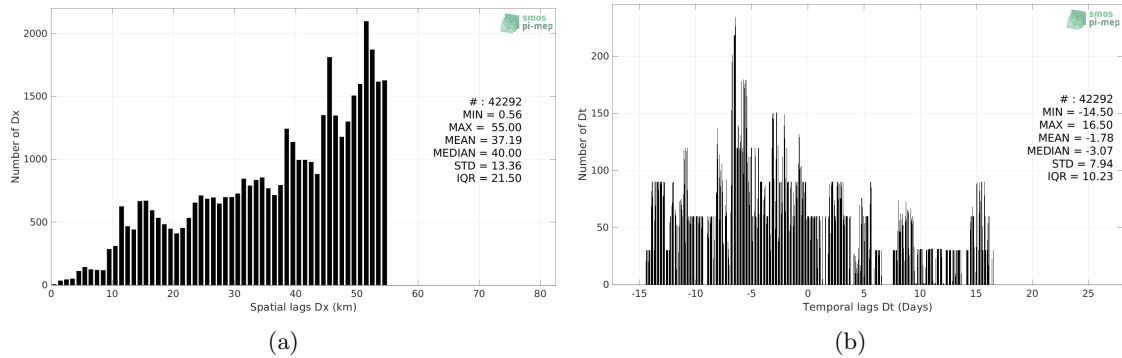 smos
pi-mep
2000
1500
1000
500
0
Number of Dx
# : 42292
MIN = 0.56
MAX = 55.00
MEAN = 37.19
MEDIAN = 40.00
STD = 13.36
IQR = 21.50
0 10 20 30 40 50 60 70 80
Spatial lags Dx (km)
(a)
smos
pi-mep
200
150
100
50
0
Number of Dt
# : 42292
MIN = -14.50
MAX = 16.50
MEAN = -1.78
MEDIAN = -3.07
STD = 7.94
IQR = 10.23
-15 -10 -5 0 5 10 15 20 25
Temporal lags Dt (Days)
(b)